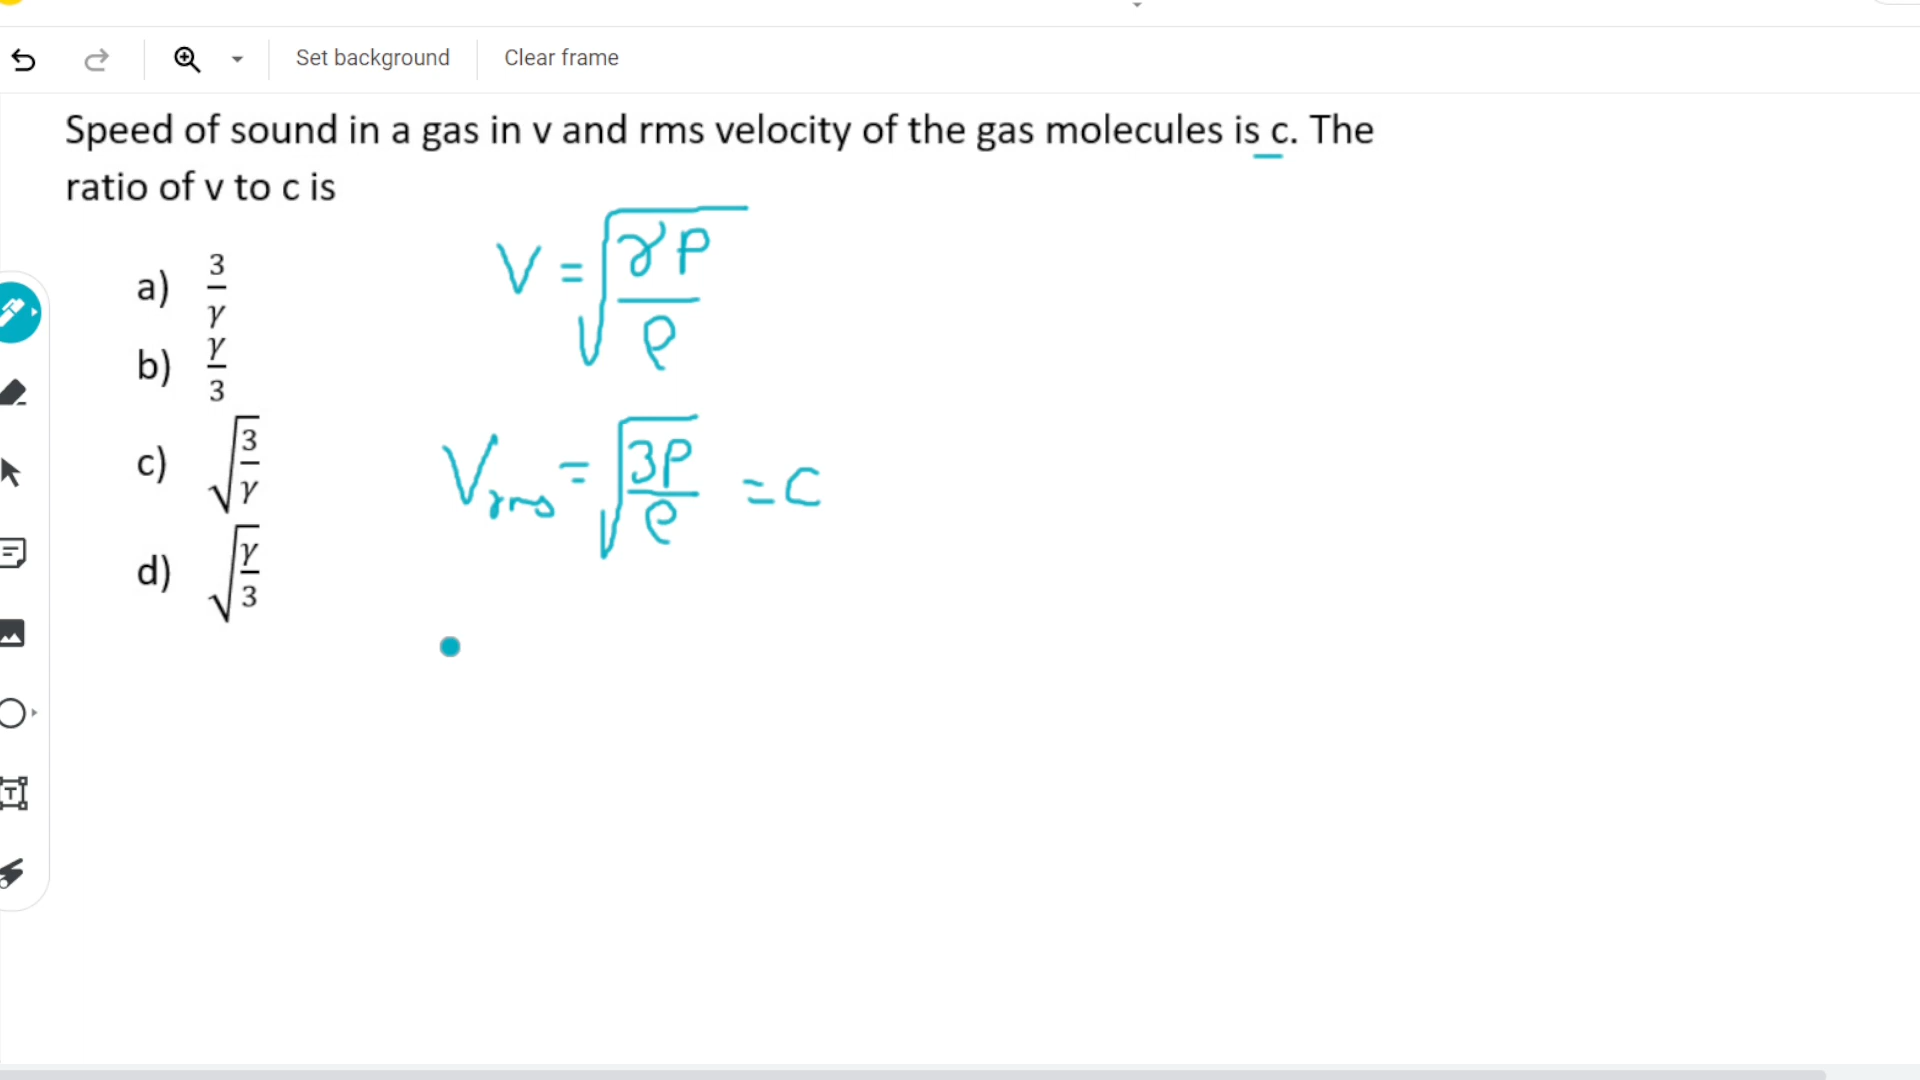 Set background
Clear frame
Speed of sound in a gas in v and rms velocity of the gas molecules is c. The
ratio of v to c is
a) 3/γ
b) γ/3
c) √(3/γ)
d) √(γ/3)
V = √(γP/ρ)
Vrms = √(3P/ρ) = C